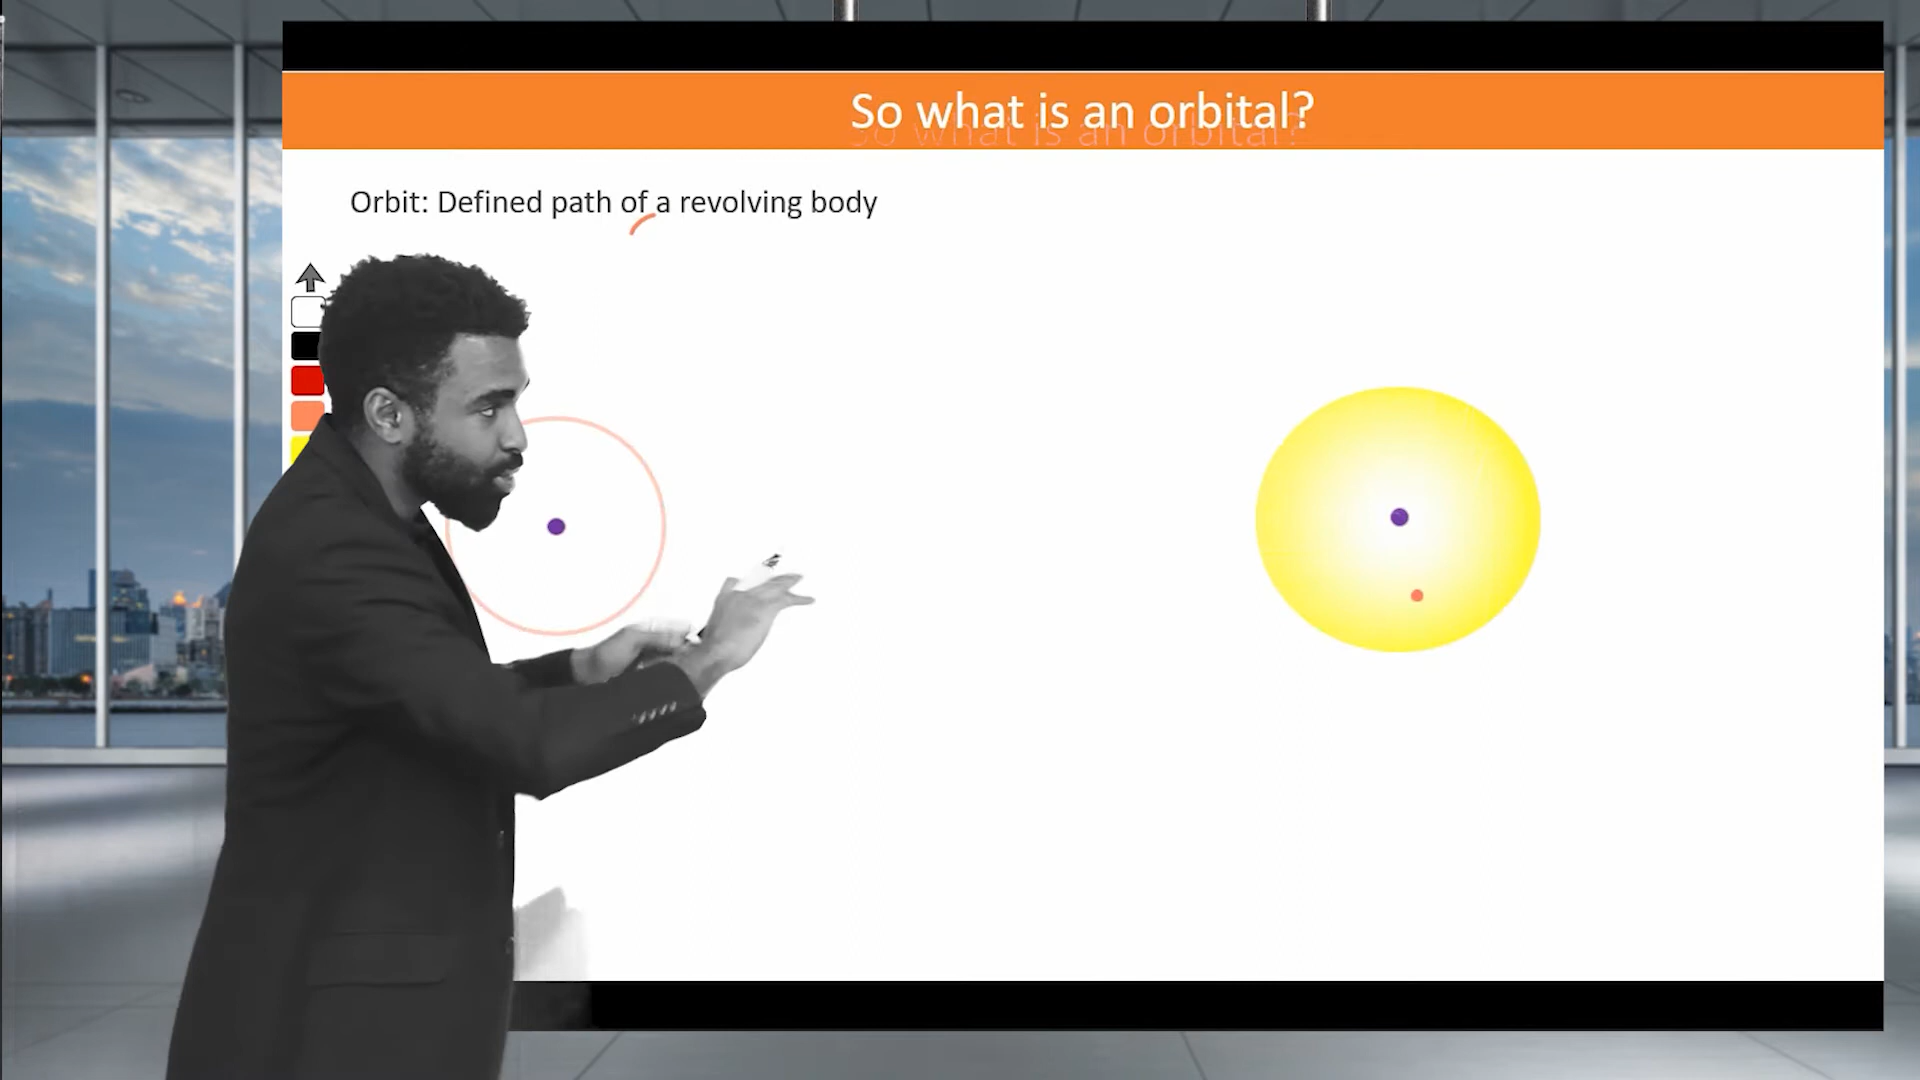 So what is an orbital?
Orbit: Defined path of a revolving body